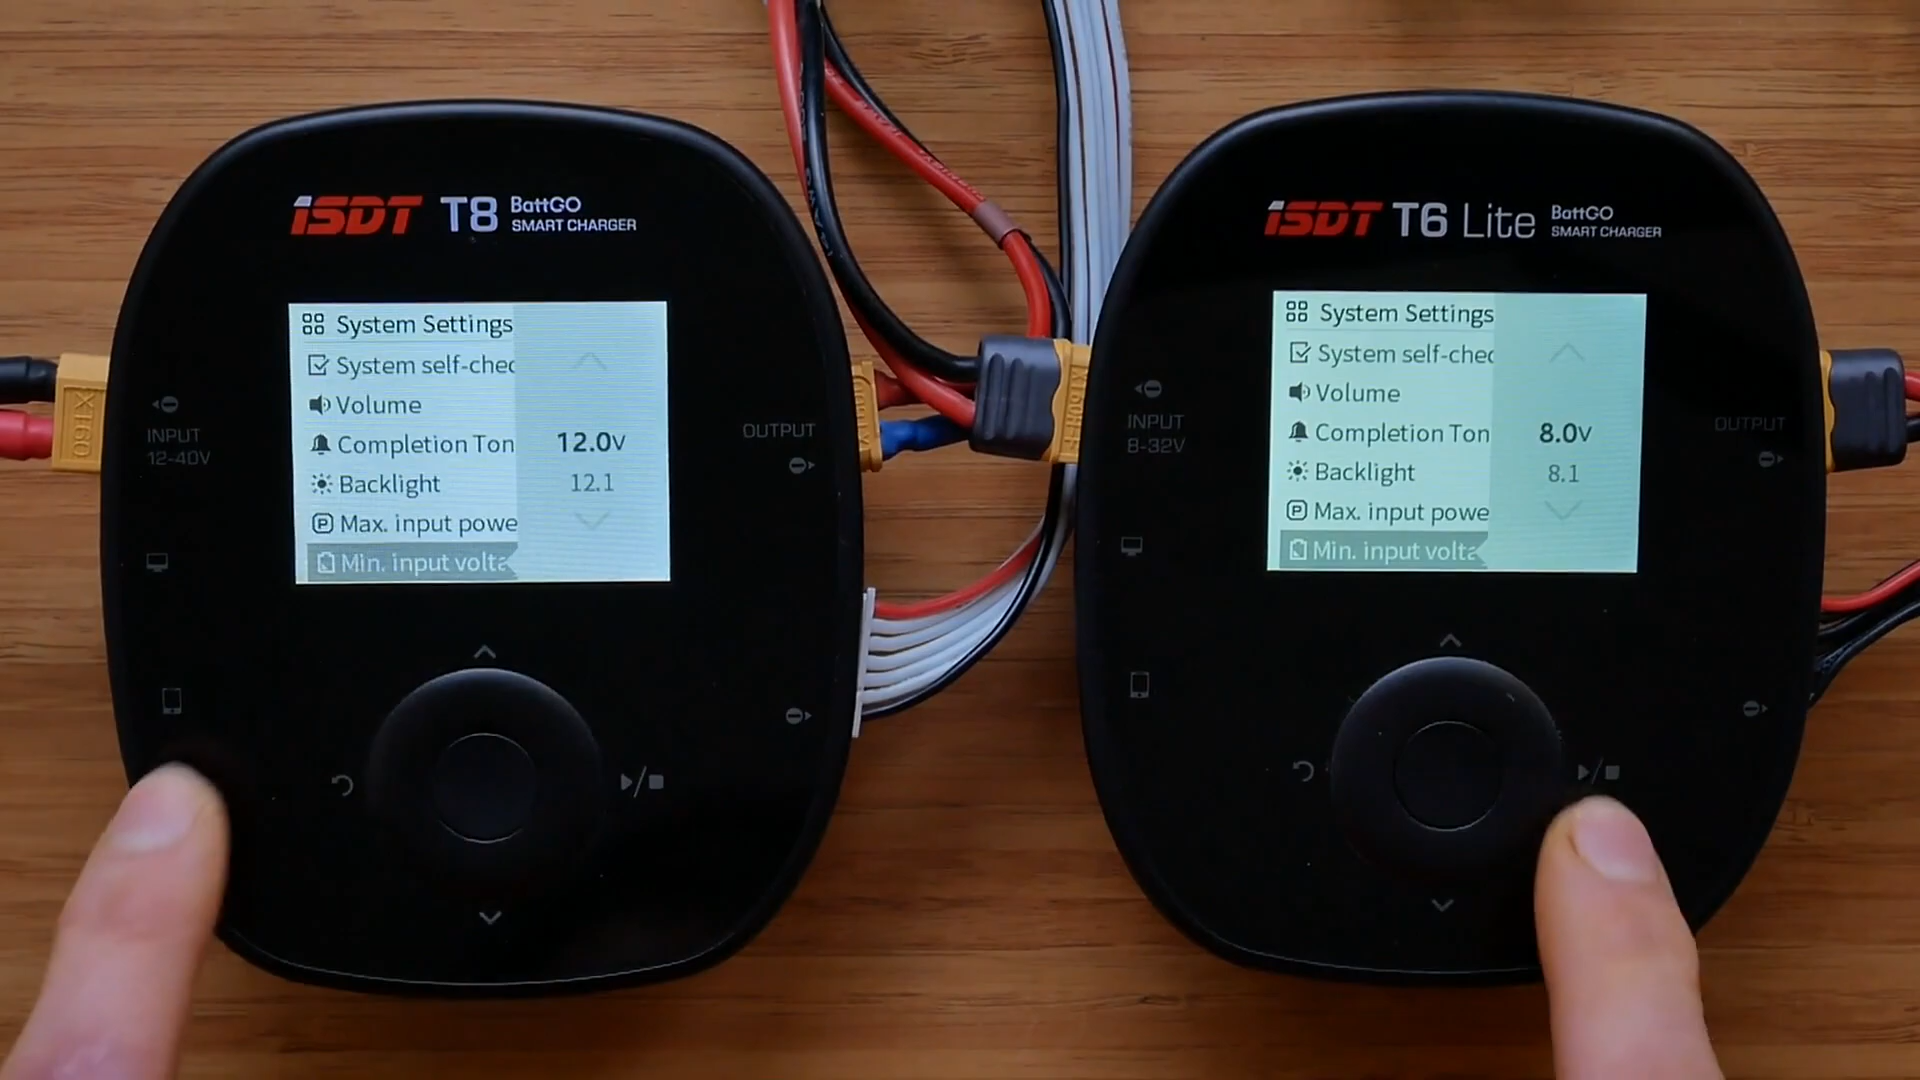 iSDT T8 BattGO
SMART CHARGER
System Settings
System self-chec
Volume
Completion Ton
Backlight
Max. input powe
Min. input volta
12.0V
12.1
INPUT
12-40V
OUTPUT
XT60
iSDT T6 Lite BattGO
SMART CHARGER
System Settings
System self-chec
Volume
Completion Ton
Backlight
Max. input powe
Min. input volta
8.0V
8.1
INPUT
8-32V
OUTPUT